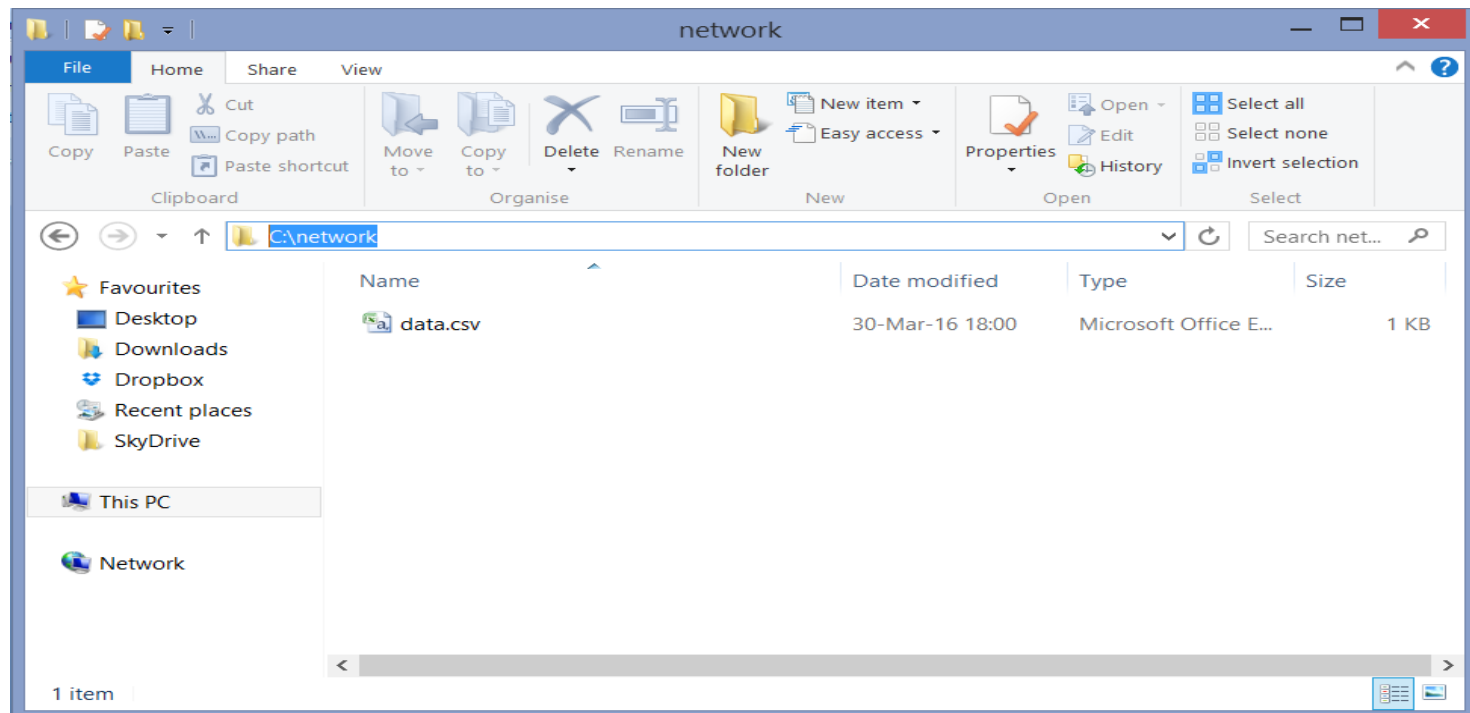 network
File Home Share View
Copy
Paste
Cut
Copy path
Paste shortcut
Clipboard
Move to
Copy to
Delete
Rename
Organise
New folder
New item
Easy access
New
Properties
Open
Edit
History
Open
Select all
Select none
Invert selection
Select
C:\network
Search net...
Favourites
Desktop
Downloads
Dropbox
Recent places
SkyDrive
This PC
Network
Name Date modified Type Size
data.csv 30-Mar-16 18:00 Microsoft Office E... 1 KB
1 item